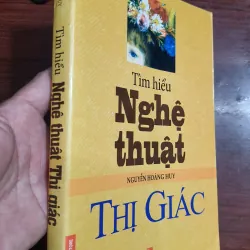 Tìm hiểu
Nghệ
thuật
NGUYỄN HOÀNG HUY
THỊ GIÁC
Tìm hiểu
Nghệ thuật Thị giác